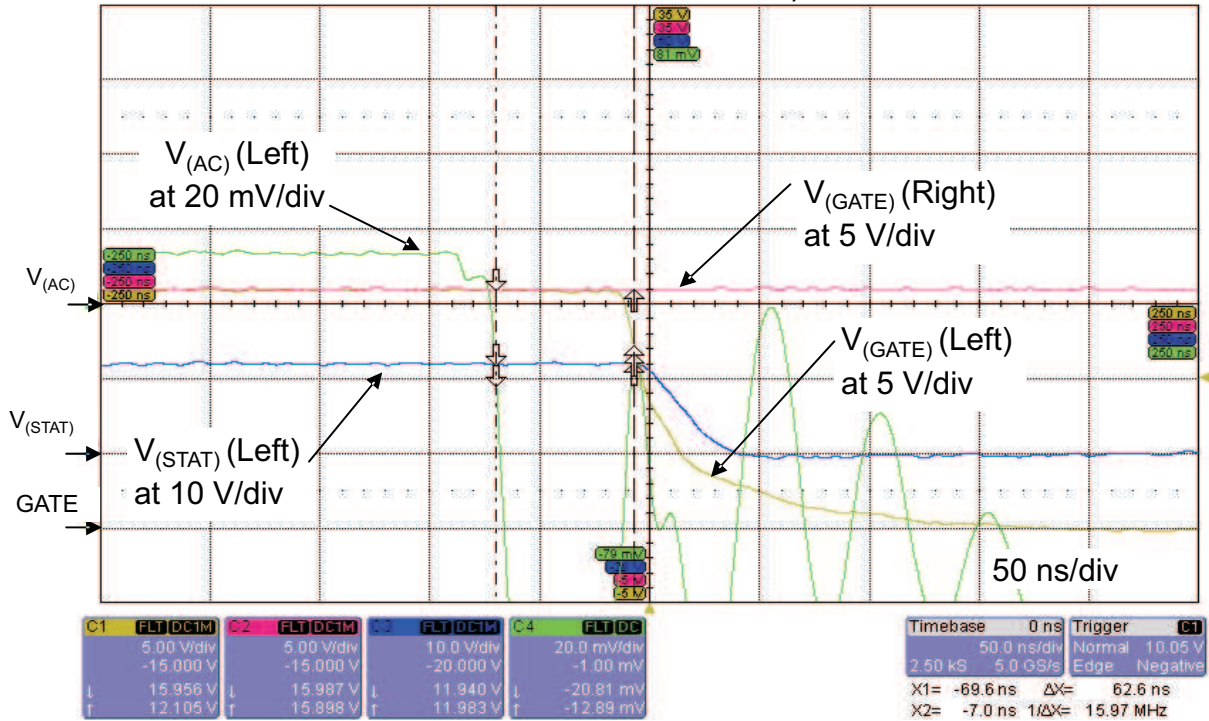 35 V
35 V
81 mV
V(AC) (Left)
at 20 mV/div
V(GATE) (Right)
at 5 V/div
-250 ns
-250 ns
-250 ns
-250 ns
V(AC)
250 ns
250 ns
250 ns
250 ns
V(GATE) (Left)
at 5 V/div
V(STAT)
V(STAT) (Left)
at 10 V/div
GATE
-79 mV
-5 V
-5 V
50 ns/div
C1 FLT DC1M
5.00 V/div
-15.000 V
↓ 15.956 V
↑ 12.105 V
C2 FLT DC1M
5.00 V/div
-15.000 V
↓ 15.987 V
↑ 15.898 V
C3 FLT DC1M
10.0 V/div
-20.000 V
↓ 11.940 V
↑ 11.983 V
C4 FLT DC
20.0 mV/div
-1.00 mV
↓ -20.81 mV
↑ -12.89 mV
Timebase 0 ns
50.0 ns/div
2.50 kS 5.0 GS/s
Trigger C1
Normal 10.05 V
Edge Negative
X1= -69.6 ns ΔX= 62.6 ns
X2= -7.0 ns 1/ΔX= 15.97 MHz